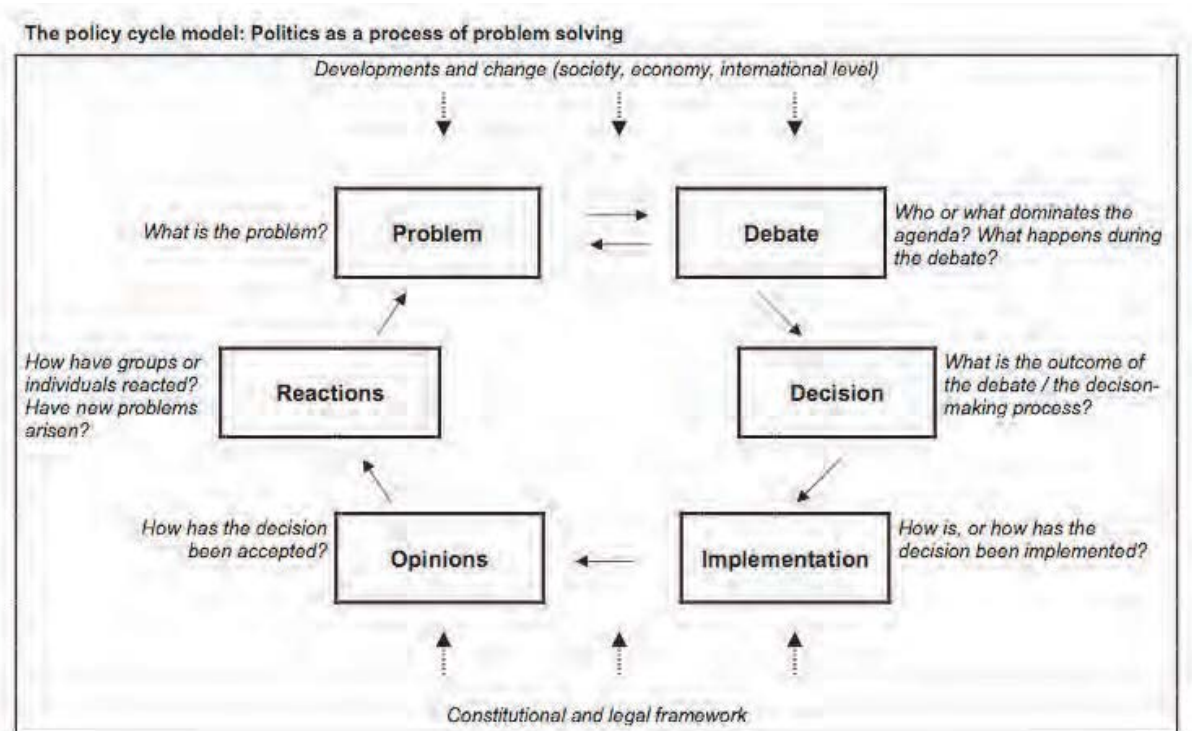 The policy cycle model: Politics as a process of problem solving
Developments and change (society, economy, international level)
What is the problem?
Problem
Debate
Who or what dominates the
agenda? What happens during
the debate?
How have groups or
individuals reacted?
Have new problems
arisen?
Reactions
Decision
What is the outcome of
the debate / the decison-
making process?
How has the decision
been accepted?
Opinions
Implementation
How is, or how has the
decision been implemented?
Constitutional and legal framework